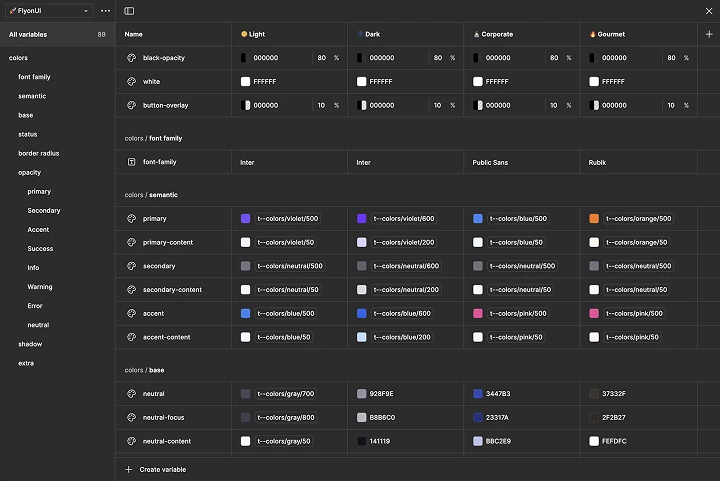 FlyonUI
All variables 89
colors
font family
semantic
base
status
border radius
opacity
primary
Secondary
Accent
Success
Info
Warning
Error
neutral
shadow
extra
Name Light Dark Corporate Gourmet
black-opacity 000000 80 % 000000 80 % 000000 80 % 000000 80 %
white FFFFFF FFFFFF FFFFFF FFFFFF
button-overlay 000000 10 % 000000 10 % 000000 10 % 000000 10 %
colors / font family
font-family Inter Inter Public Sans Rubik
colors / semantic
primary t--colors/violet/500 t--colors/violet/600 t--colors/blue/500 t--colors/orange/500
primary-content t--colors/violet/50 t--colors/violet/200 t--colors/blue/50 t--colors/orange/50
secondary t--colors/neutral/500 t--colors/neutral/600 t--colors/neutral/500 t--colors/neutral/500
secondary-content t--colors/neutral/50 t--colors/neutral/200 t--colors/neutral/50 t--colors/neutral/50
accent t--colors/blue/500 t--colors/blue/600 t--colors/pink/500 t--colors/pink/500
accent-content t--colors/blue/50 t--colors/blue/200 t--colors/pink/50 t--colors/pink/50
colors / base
neutral t--colors/gray/700 928F9E 3447B3 37332F
neutral-focus t--colors/gray/800 B8B6C0 23317A 2F2B27
neutral-content t--colors/gray/50 141119 BBC2E9 FEFDFC
Create variable